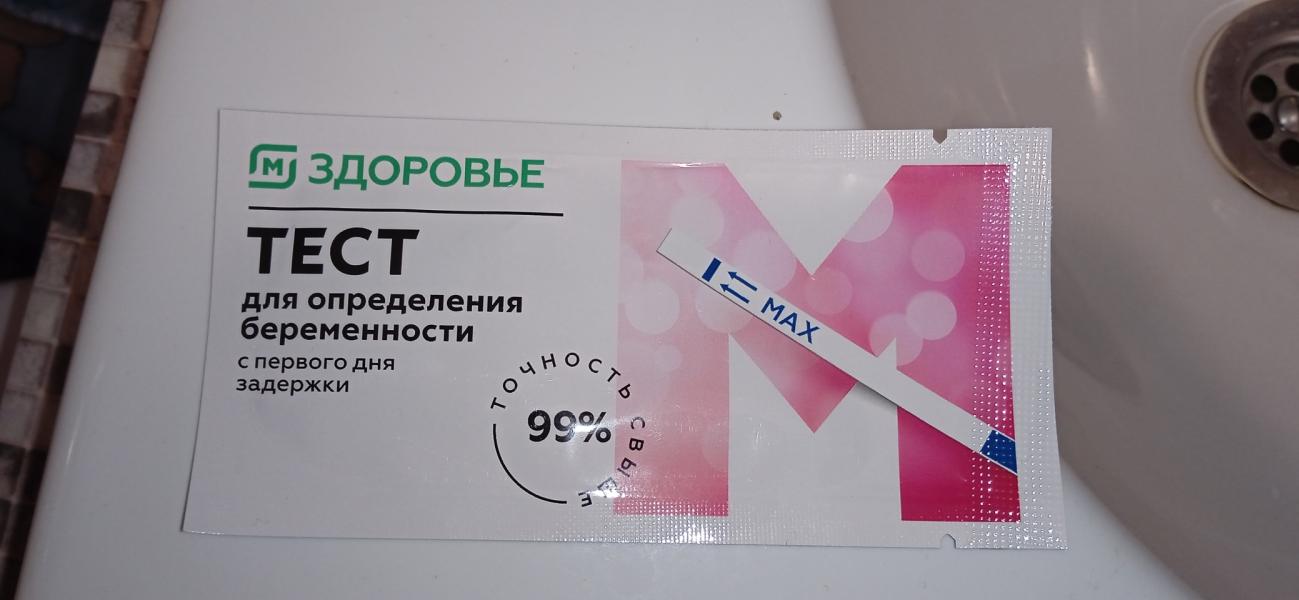 М ЗДОРОВЬЕ
ТЕСТ
для определения
беременности
с первого дня
задержки
ТОЧНОСТЬ СВЫШЕ
99%
MAX